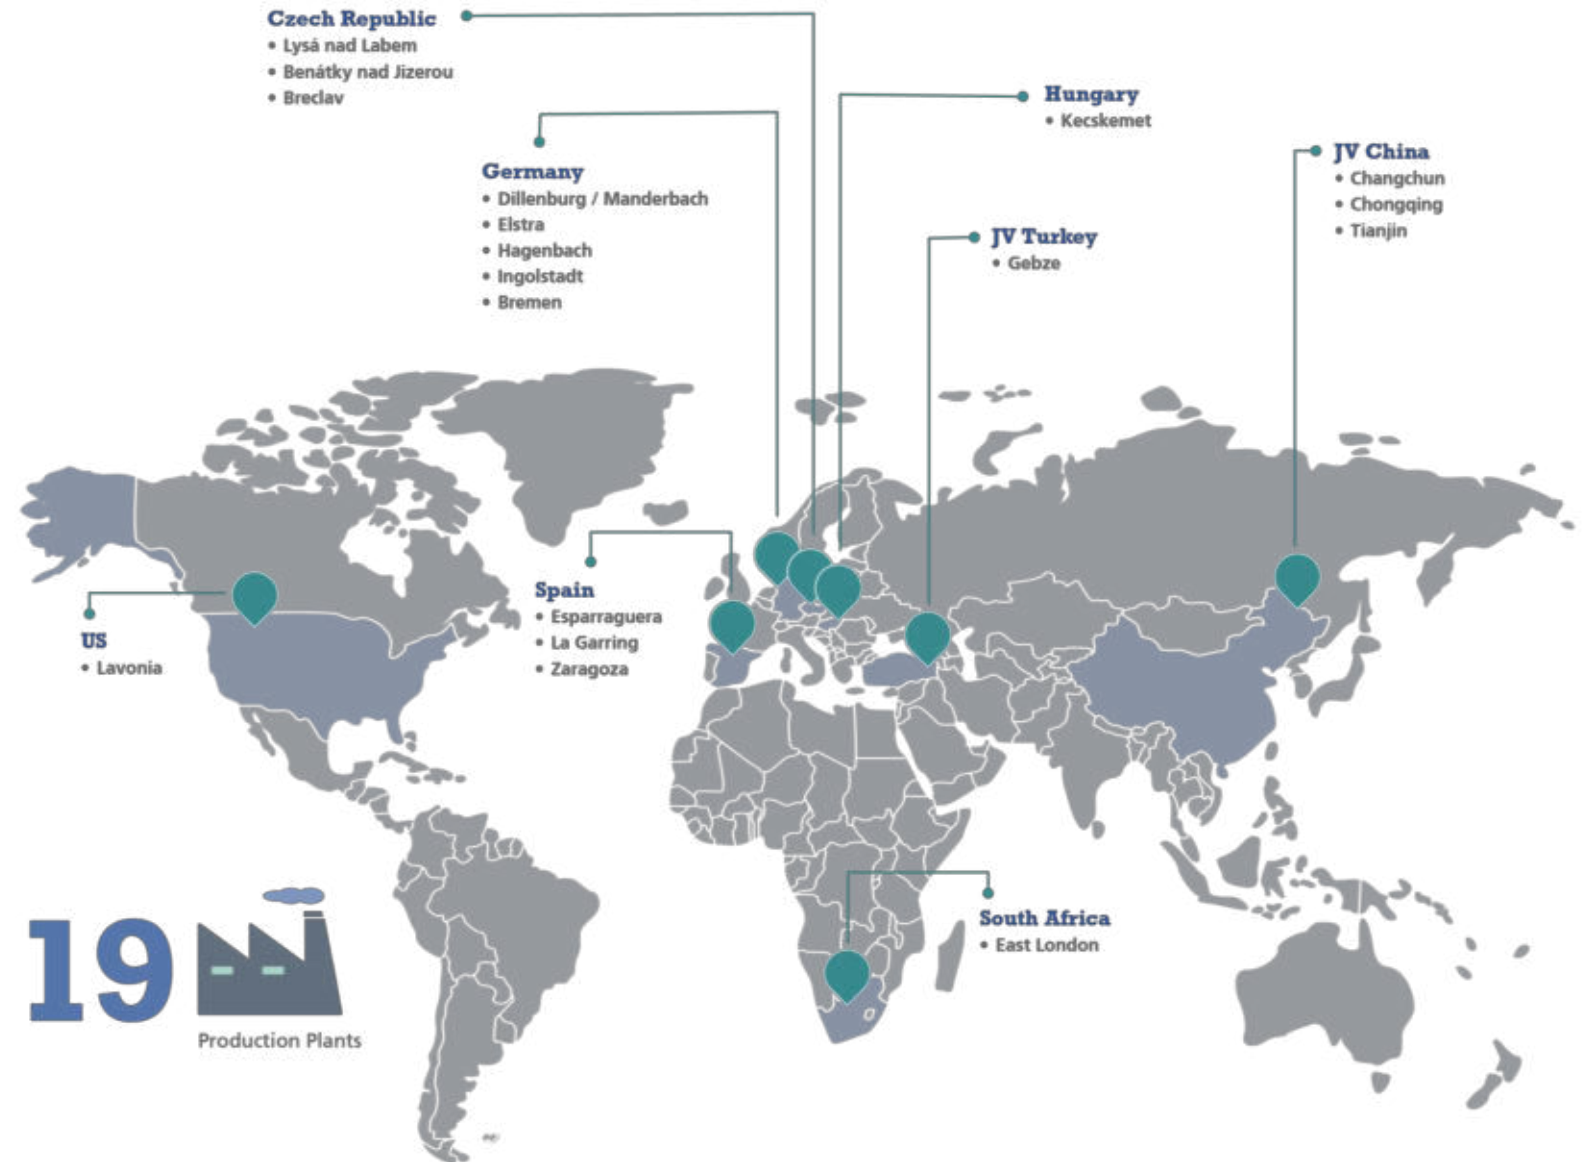 Czech Republic
• Lysá nad Labem
• Benátky nad Jizerou
• Breclav
Hungary
• Kecskemet
JV China
• Changchun
• Chongqing
• Tianjin
Germany
• Dillenburg / Manderbach
• Elstra
• Hagenbach
• Ingolstadt
• Bremen
JV Turkey
• Gebze
Spain
• Esparraguera
• La Garring
• Zaragoza
US
• Lavonia
South Africa
• East London
19
Production Plants